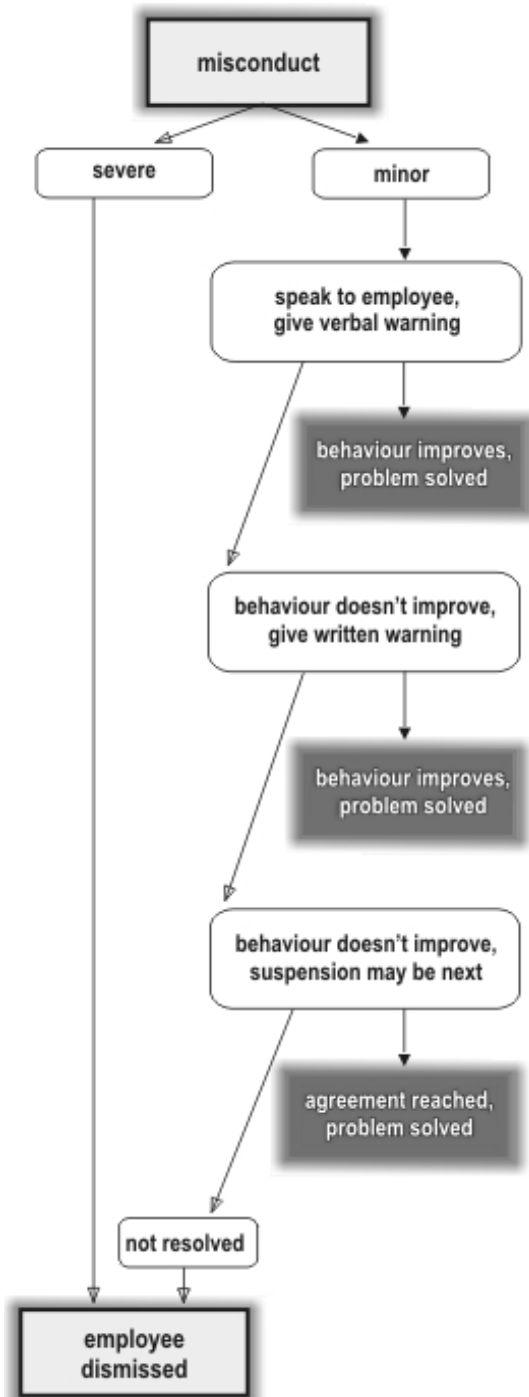 misconduct
severe
minor
speak to employee,
give verbal warning
behaviour improves,
problem solved
behaviour doesn't improve,
give written warning
behaviour improves,
problem solved
behaviour doesn't improve,
suspension may be next
agreement reached,
problem solved
not resolved
employee
dismissed